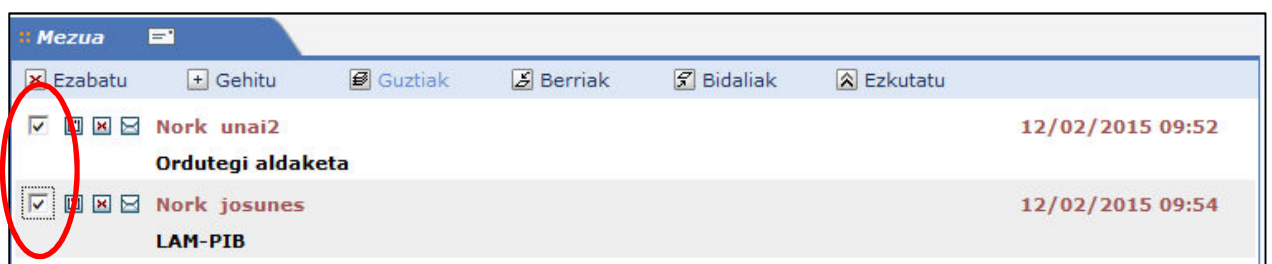 Mezua
Ezabatu Gehitu Guztiak Berriak Bidaliak Ezkutatu
Nork unai2 12/02/2015 09:52
Ordutegi aldaketa
Nork josunes 12/02/2015 09:54
LAM-PIB